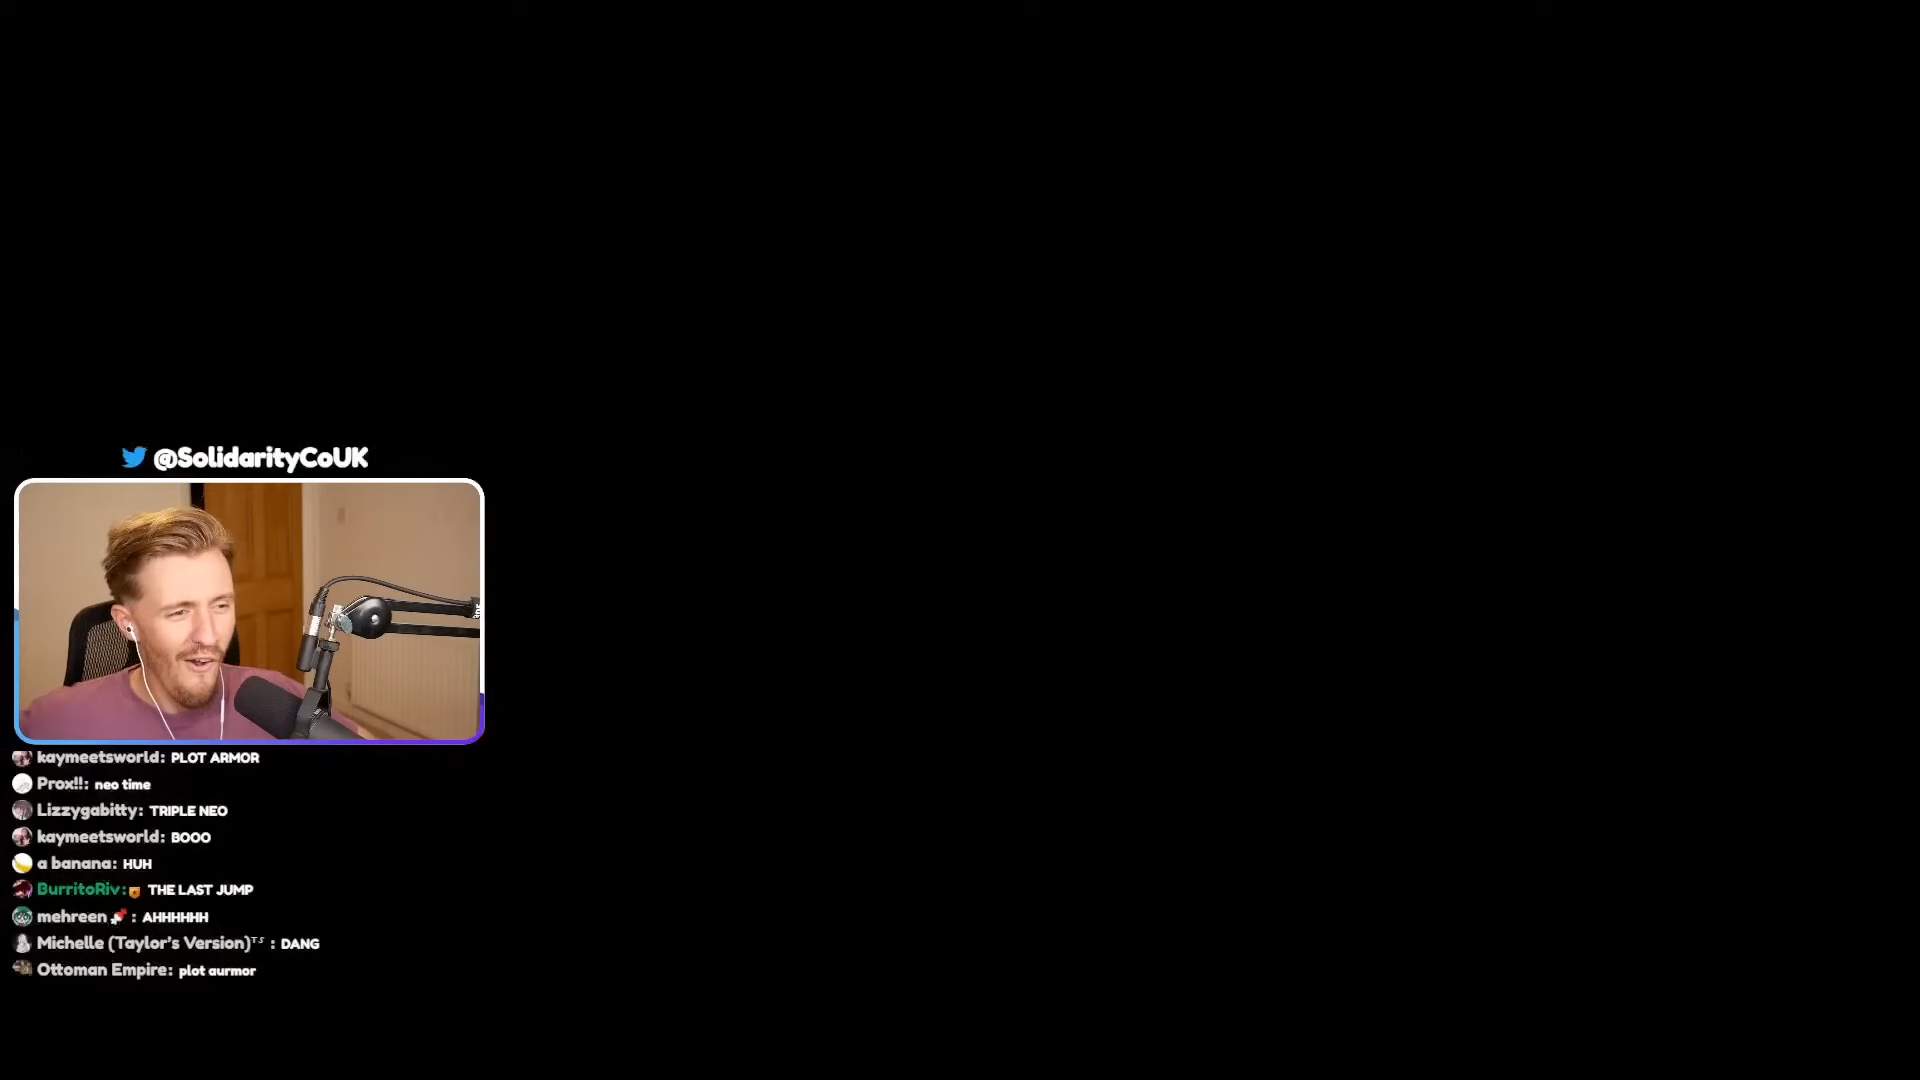 @SolidarityCoUK
kaymeetsworld: PLOT ARMOR
Prox!!: neo time
Lizzygabitty: TRIPLE NEO
kaymeetsworld: BOOO
a banana: HUH
BurritoRiv: THE LAST JUMP
mehreen : AHHHHHH
Michelle (Taylor's Version)ᵀˢ : DANG
Ottoman Empire: plot aurmor